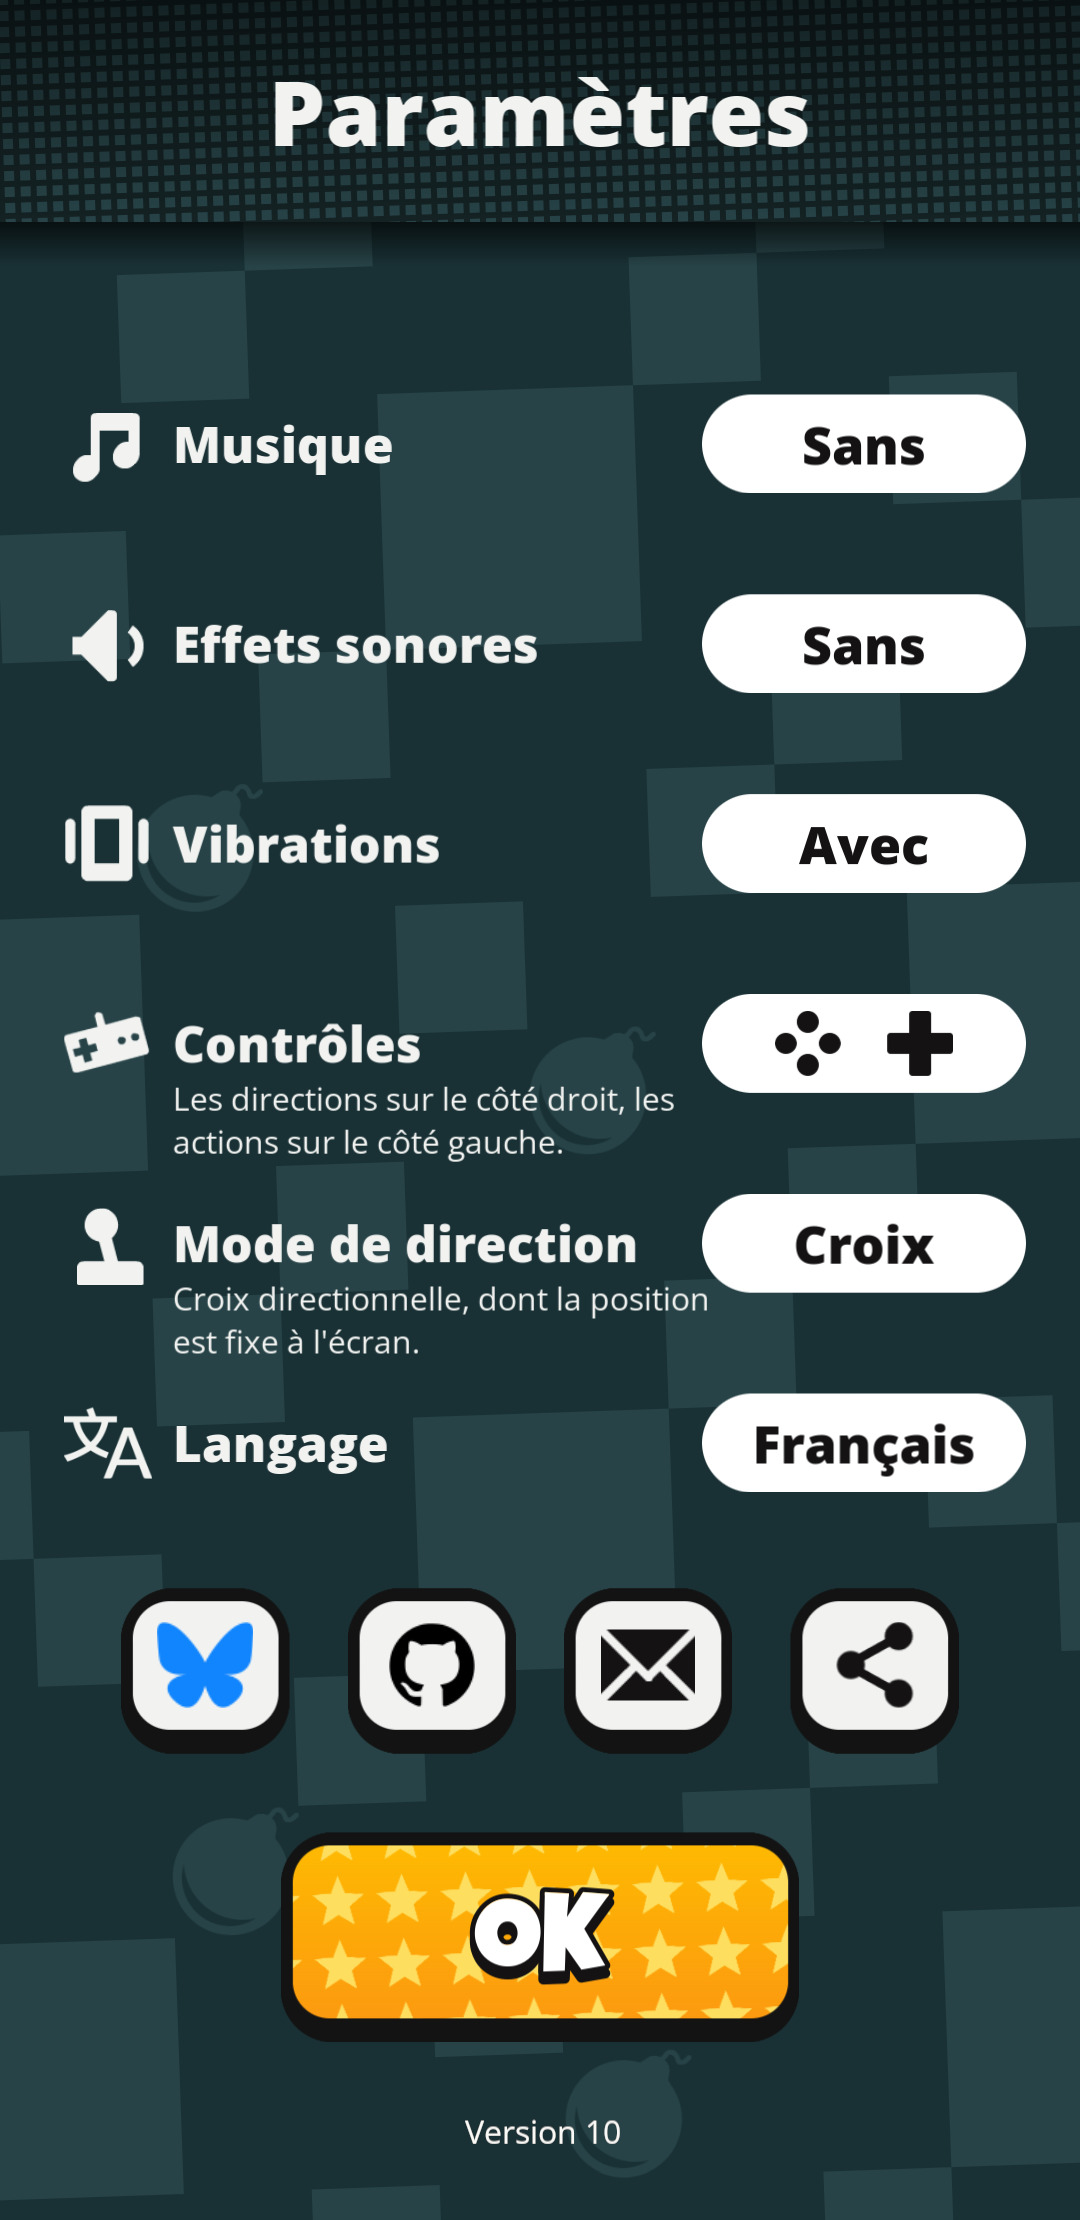 Paramètres
Musique
Sans
Effets sonores
Sans
Vibrations
Avec
Contrôles
Les directions sur le côté droit, les
actions sur le côté gauche.
Mode de direction
Croix
Croix directionnelle, dont la position
est fixe à l'écran.
Langage
Français
OK
Version 10